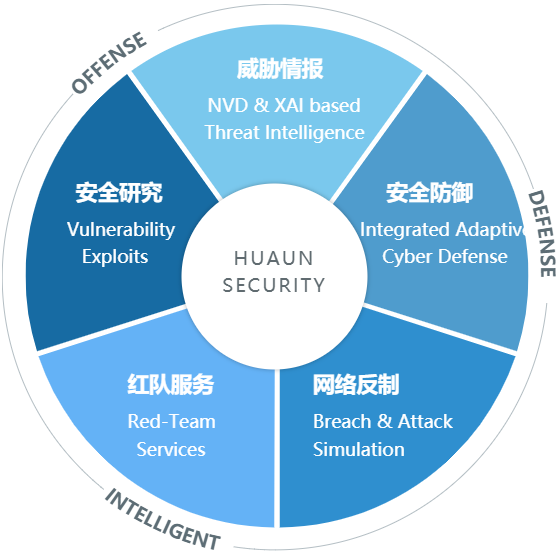 OFFENSE
威胁情报
NVD & XAI based
Threat Intelligence
安全研究
Vulnerability
Exploits
安全防御
Integrated Adaptive
Cyber Defense
DEFENSE
HUAUN
SECURITY
红队服务
Red-Team
Services
网络反制
Breach & Attack
Simulation
INTELLIGENT